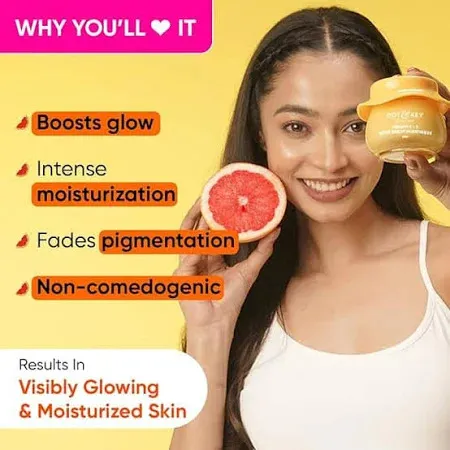 WHY YOU'LL ❤ IT
Boosts glow
Intense
moisturization
Fades pigmentation
Non-comedogenic
Results In
Visibly Glowing
& Moisturized Skin